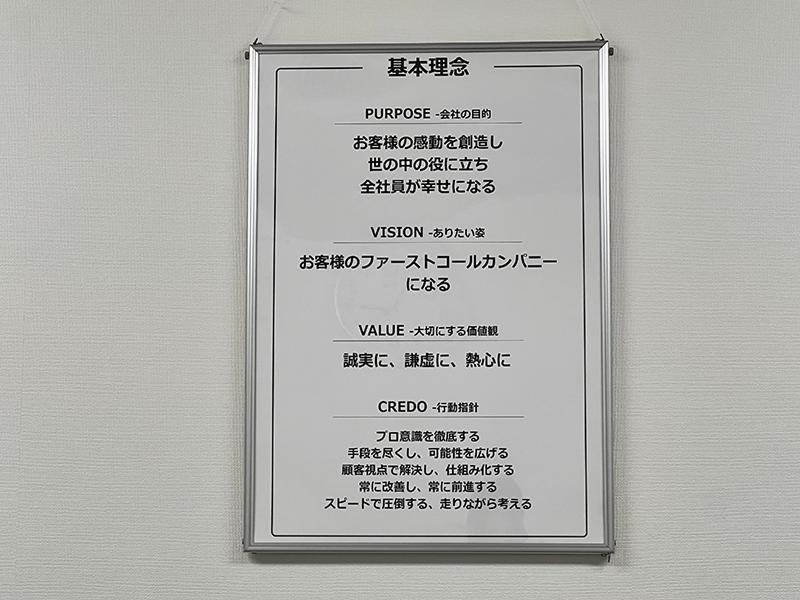 基本理念
PURPOSE -会社の目的
お客様の感動を創造し
世の中の役に立ち
全社員が幸せになる
VISION -ありたい姿
お客様のファーストコールカンパニー
になる
VALUE -大切にする価値観
誠実に、謙虚に、熱心に
CREDO -行動指針
プロ意識を徹底する
手段を尽くし、可能性を広げる
顧客視点で解決し、仕組み化する
常に改善し、常に前進する
スピードで圧倒する、走りながら考える